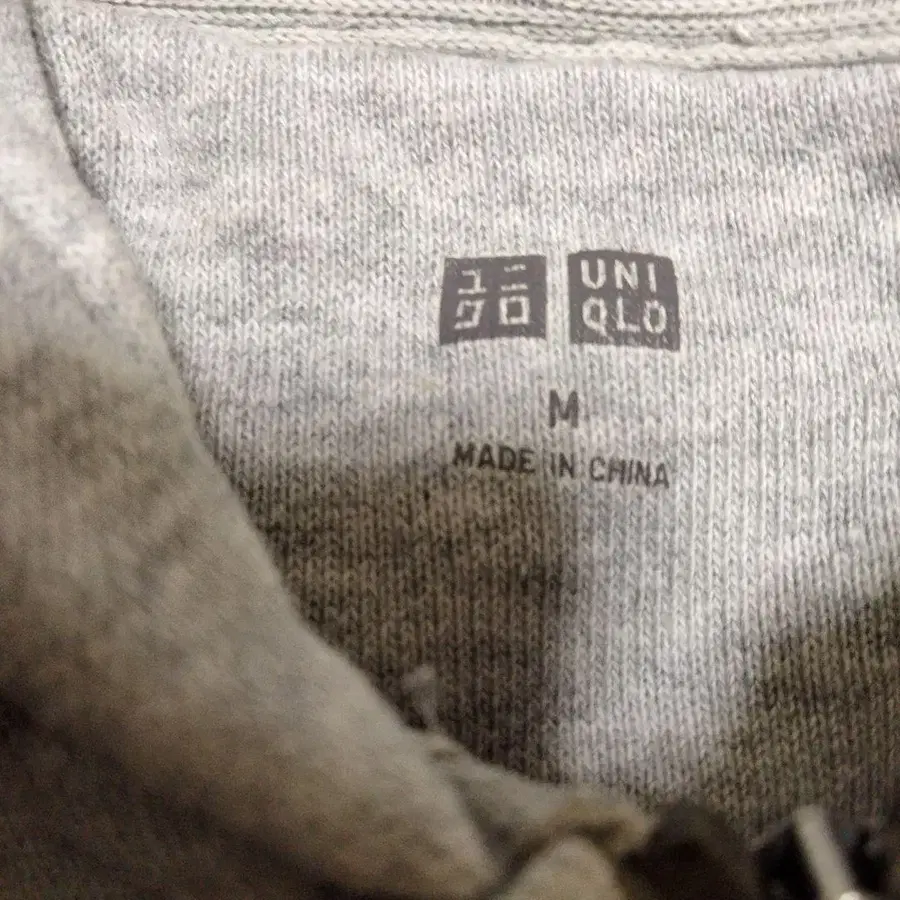 ユニ
クロ
UNI
QLO
M
MADE IN CHINA